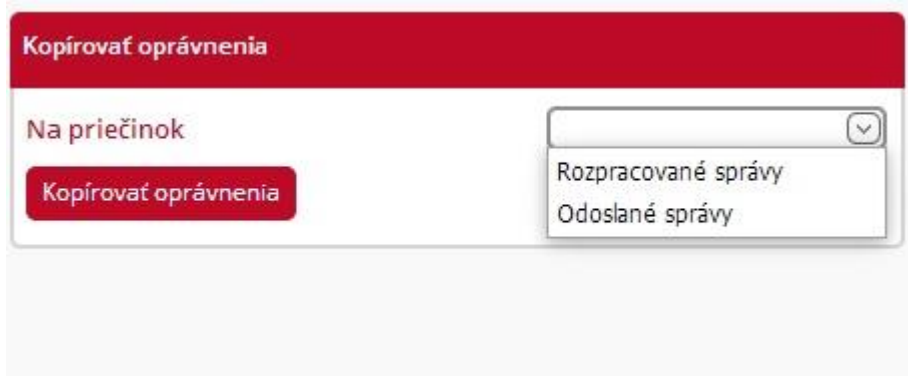 Kopírovať oprávnenia
Na priečinok
Rozpracované správy
Kopírovať oprávnenia
Odoslané správy